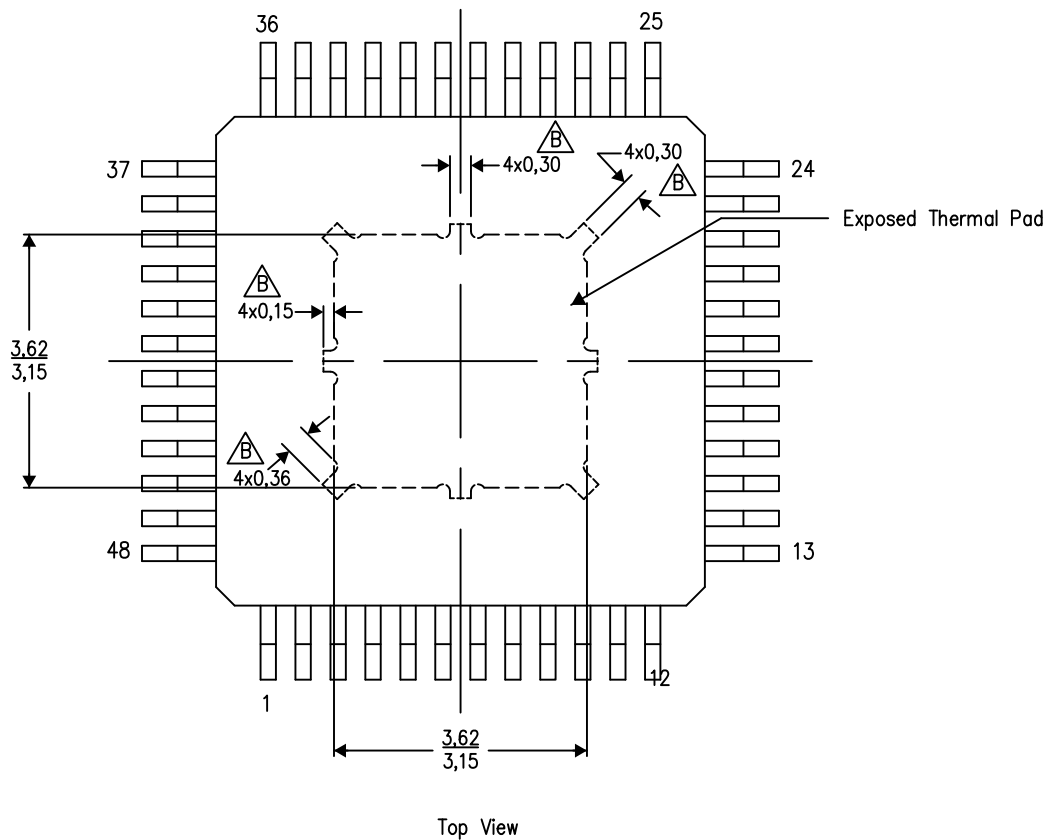 36
25
B
4x0,30
4x0,30
B
37
24
Exposed Thermal Pad
B
4x0,15
3,62
3,15
B
4x0,36
48
13
1
12
3,62
3,15
Top View